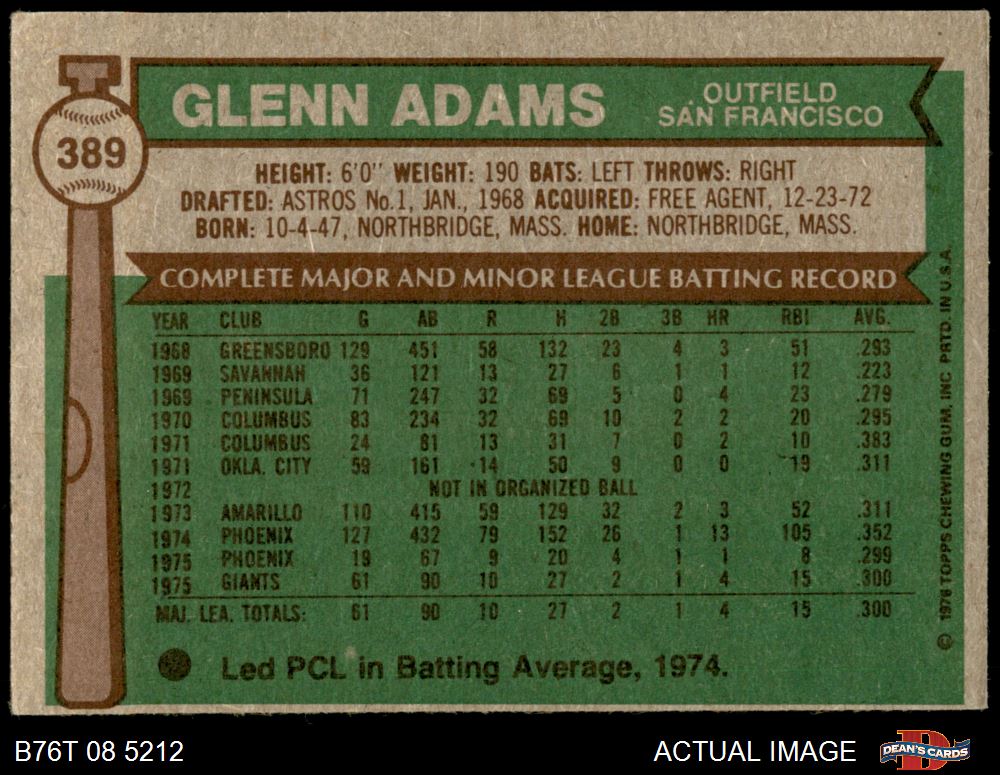 389
GLENN ADAMS
OUTFIELD
SAN FRANCISCO
HEIGHT: 6'0" WEIGHT: 190 BATS: LEFT THROWS: RIGHT
DRAFTED: ASTROS No.1, JAN., 1968 ACQUIRED: FREE AGENT, 12-23-72
BORN: 10-4-47, NORTHBRIDGE, MASS. HOME: NORTHBRIDGE, MASS.
COMPLETE MAJOR AND MINOR LEAGUE BATTING RECORD
YEAR CLUB G AB R H 2B 3B HR RBI AVG.
1968 GREENSBORO 129 451 58 132 23 4 3 51 .293
1969 SAVANNAH 36 121 13 27 6 1 1 12 .223
1969 PENINSULA 71 247 32 69 5 0 4 23 .279
1970 COLUMBUS 83 234 32 69 10 2 2 20 .295
1971 COLUMBUS 24 81 13 31 7 0 2 10 .383
1971 OKLA. CITY 59 161 14 50 9 0 0 19 .311
1972 NOT IN ORGANIZED BALL
1973 AMARILLO 110 415 59 129 32 2 3 52 .311
1974 PHOENIX 127 432 79 152 26 1 13 105 .352
1975 PHOENIX 19 67 9 20 4 1 1 8 .299
1975 GIANTS 61 90 10 27 2 1 4 15 .300
MAJ. LEA. TOTALS: 61 90 10 27 2 1 4 15 .300
Led PCL in Batting Average, 1974.
© 1976 TOPPS CHEWING GUM, INC PRTD. IN U.S.A.
B76T 08 5212
ACTUAL IMAGE
D
DEAN'S CARDS